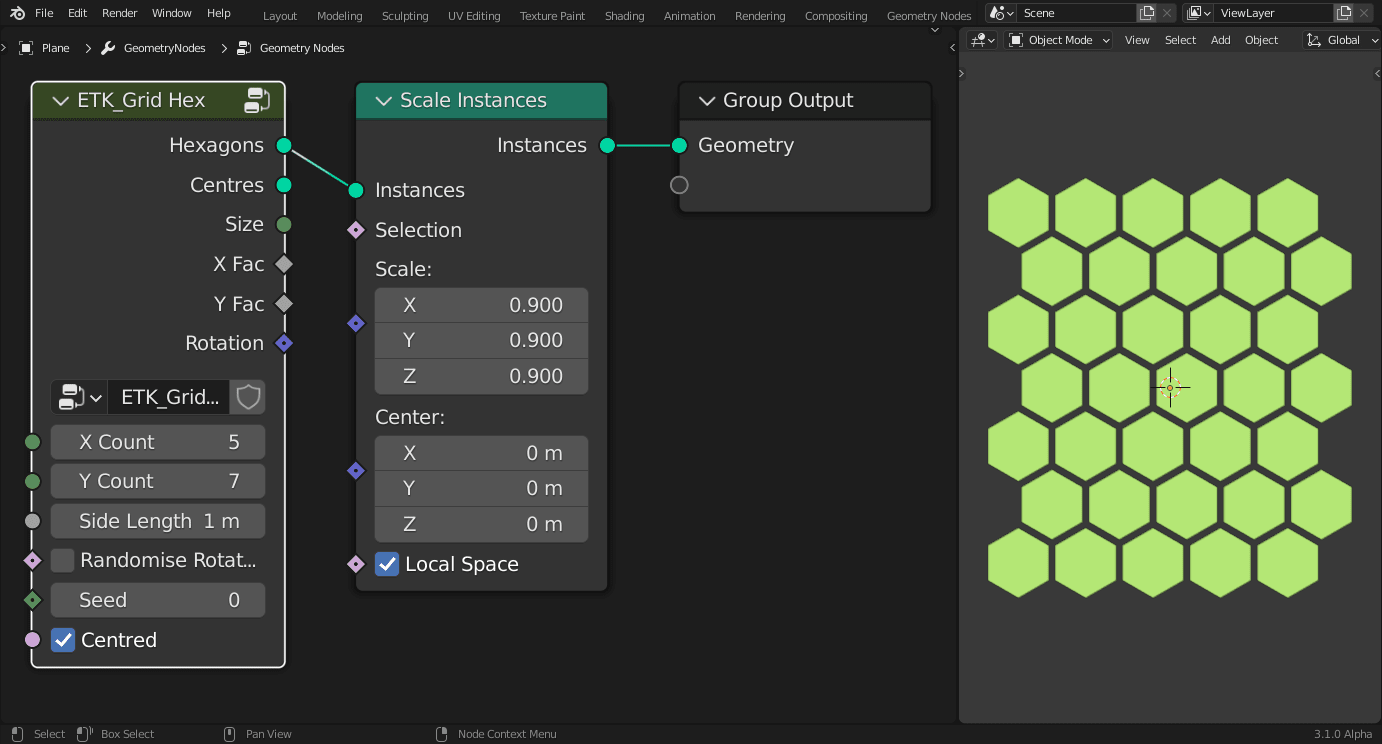 File Edit Render Window Help Layout Modeling Sculpting UV Editing Texture Paint Shading Animation Rendering Compositing Geometry Nodes Scene ViewLayer
Plane GeometryNodes Geometry Nodes
Object Mode View Select Add Object Global
ETK_Grid Hex
Hexagons
Centres
Size
X Fac
Y Fac
Rotation
ETK_Grid...
X Count 5
Y Count 7
Side Length 1 m
Randomise Rotat...
Seed 0
Centred
Scale Instances
Instances
Instances
Selection
Scale:
X 0.900
Y 0.900
Z 0.900
Center:
X 0 m
Y 0 m
Z 0 m
Local Space
Group Output
Geometry
Select Box Select Pan View Node Context Menu 3.1.0 Alpha